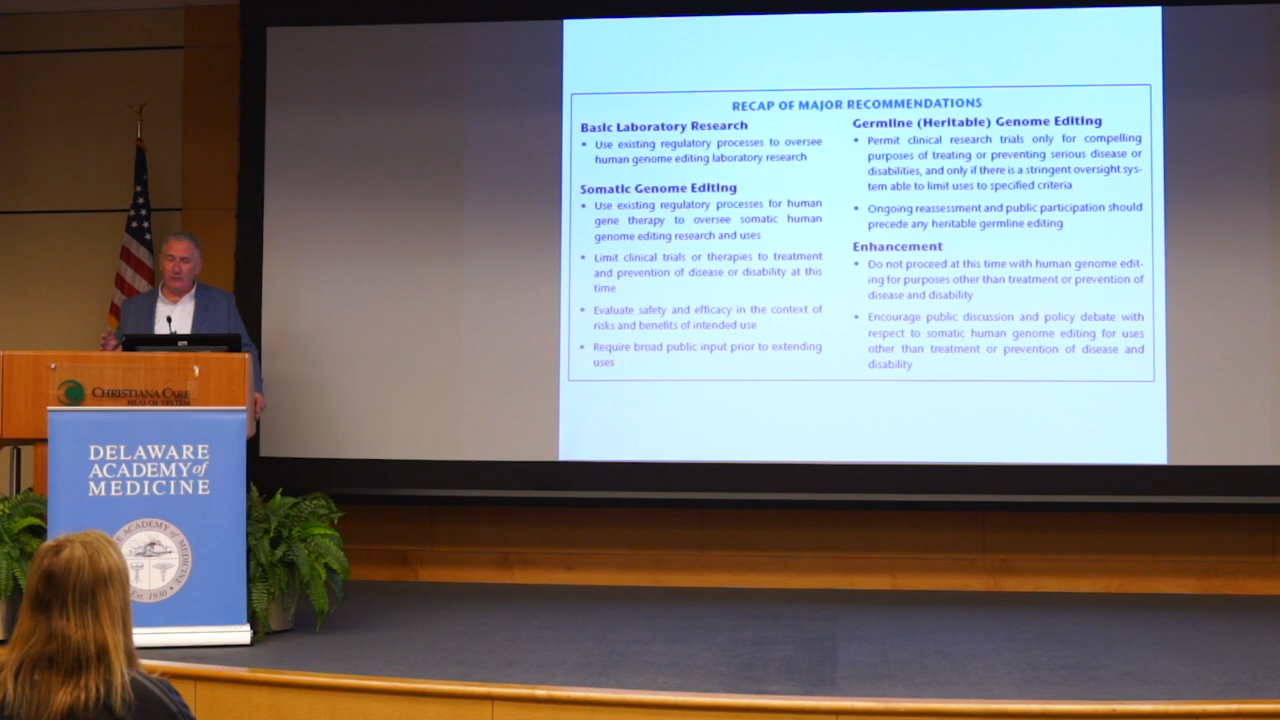 RECAP OF MAJOR RECOMMENDATIONS
Basic Laboratory Research
• Use existing regulatory processes to oversee
human genome editing laboratory research
Somatic Genome Editing
• Use existing regulatory processes for human
gene therapy to oversee somatic human
genome editing research and uses
• Limit clinical trials or therapies to treatment
and prevention of disease or disability at this
time
• Evaluate safety and efficacy in the context of
risks and benefits of intended use
• Require broad public input prior to extending
uses
Germline (Heritable) Genome Editing
• Permit clinical research trials only for compelling
purposes of treating or preventing serious disease or
disabilities, and only if there is a stringent oversight sys-
tem able to limit uses to specified criteria
• Ongoing reassessment and public participation should
precede any heritable germline editing
Enhancement
• Do not proceed at this time with human genome edit-
ing for purposes other than treatment or prevention of
disease and disability
• Encourage public discussion and policy debate with
respect to somatic human genome editing for uses
other than treatment or prevention of disease and
disability
CHRISTIANA CARE
HEALTH SYSTEM
DELAWARE
ACADEMY of
MEDICINE
ACADEMY of MEDICINE
Est. 1930